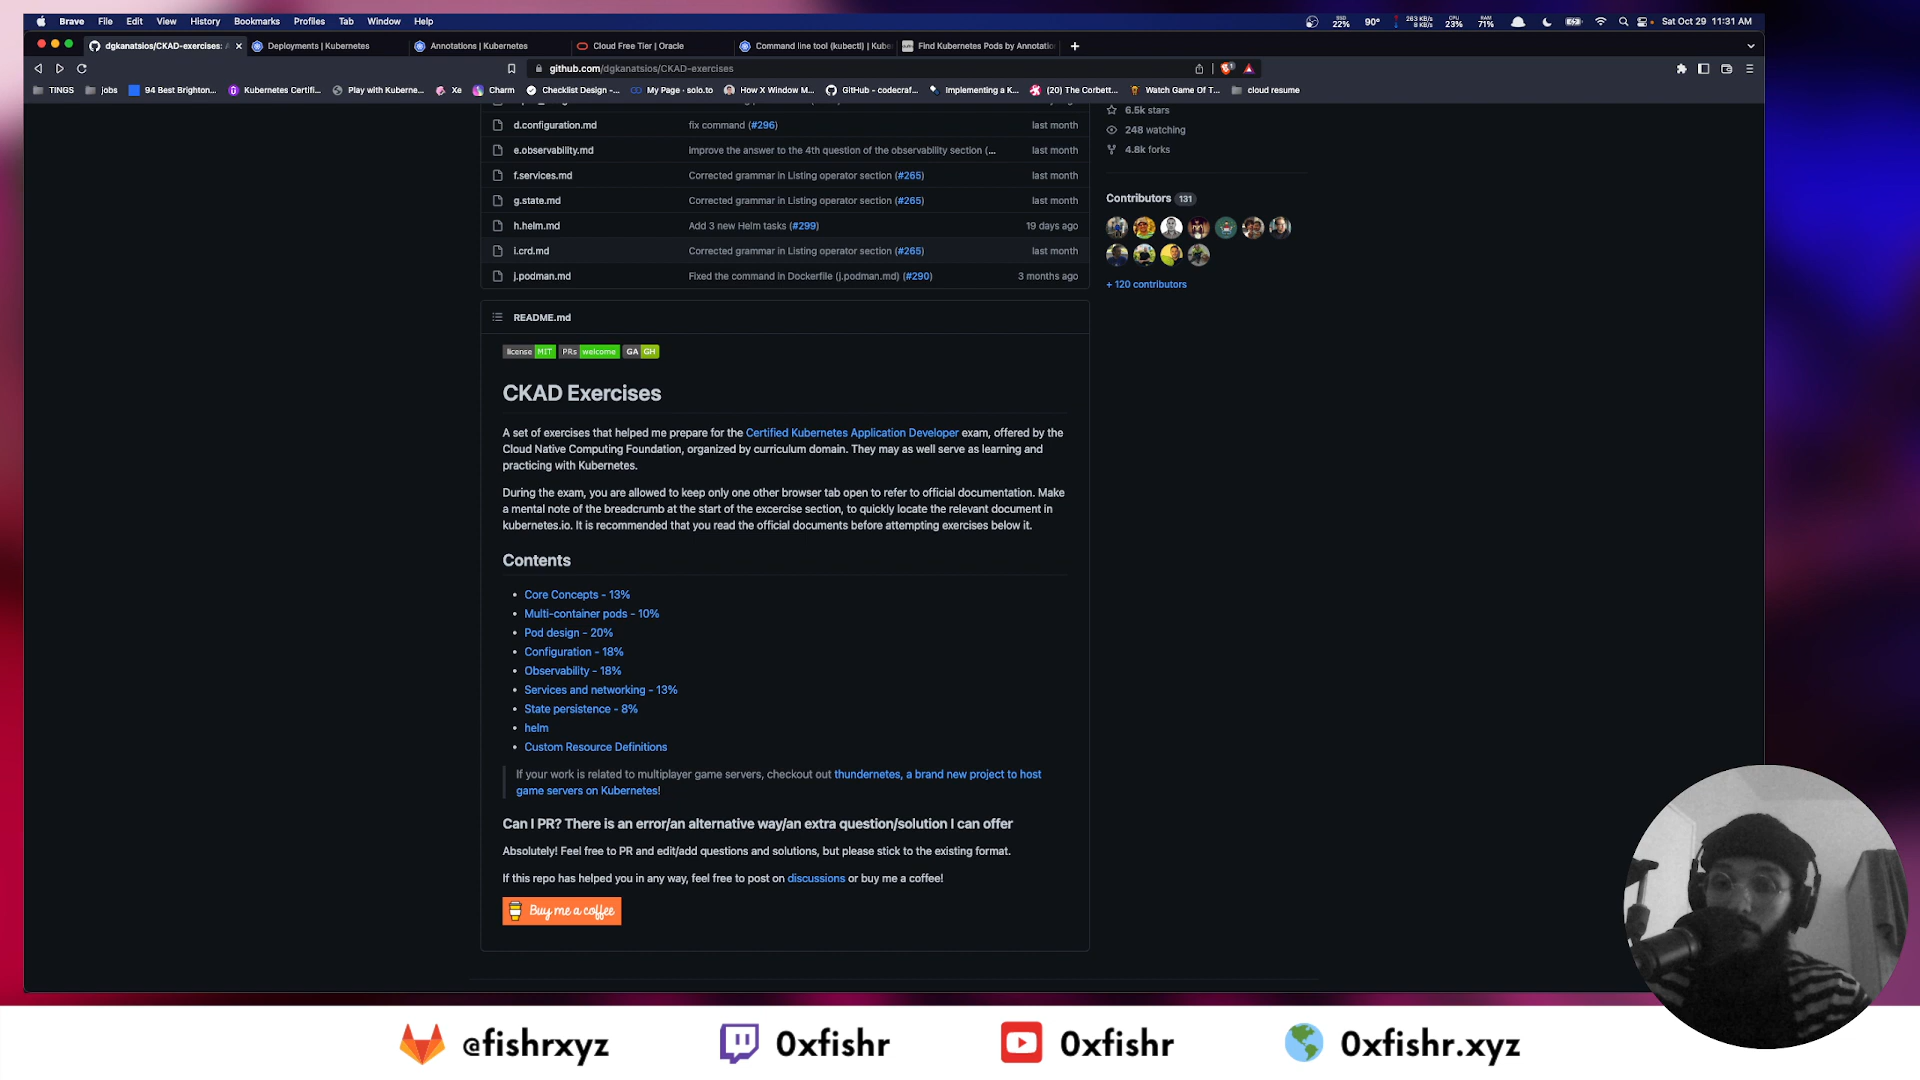 Brave File Edit View History Bookmarks Profiles Tab Window Help
SSD 22% 90° 263 KB/s 8 KB/s CPU 23% RAM 71% Sat Oct 29 11:31 AM
dgkanatsios/CKAD-exercises: A Deployments | Kubernetes Annotations | Kubernetes Cloud Free Tier | Oracle Command line tool (kubectl) | Kube Find Kubernetes Pods by Annotatio
github.com/dgkanatsios/CKAD-exercises
TINGS jobs 94 Best Brighton... Kubernetes Certifi... Play with Kuberne... Xe Charm Checklist Design -... My Page · solo.to How X Window M... GitHub - codecraf... Implementing a K... (20) The Corbett... Watch Game Of T... cloud resume
6.5k stars
d.configuration.md fix command (#296) last month
248 watching
e.observability.md Improve the answer to the 4th question of the observability section (... last month
4.8k forks
f.services.md Corrected grammar in Listing operator section (#265) last month
g.state.md Corrected grammar in Listing operator section (#265) last month
Contributors 131
h.helm.md Add 3 new Helm tasks (#299) 19 days ago
i.crd.md Corrected grammar in Listing operator section (#265) last month
j.podman.md Fixed the command in Dockerfile (j.podman.md) (#290) 3 months ago
+ 120 contributors
README.md
license MIT PRs welcome GA GH
CKAD Exercises
A set of exercises that helped me prepare for the Certified Kubernetes Application Developer exam, offered by the
Cloud Native Computing Foundation, organized by curriculum domain. They may as well serve as learning and
practicing with Kubernetes.
During the exam, you are allowed to keep only one other browser tab open to refer to official documentation. Make
a mental note of the breadcrumb at the start of the excercise section, to quickly locate the relevant document in
kubernetes.io. It is recommended that you read the official documents before attempting exercises below it.
Contents
• Core Concepts - 13%
• Multi-container pods - 10%
• Pod design - 20%
• Configuration - 18%
• Observability - 18%
• Services and networking - 13%
• State persistence - 8%
• helm
• Custom Resource Definitions
If your work is related to multiplayer game servers, checkout out thundernetes, a brand new project to host
game servers on Kubernetes!
Can I PR? There is an error/an alternative way/an extra question/solution I can offer
Absolutely! Feel free to PR and edit/add questions and solutions, but please stick to the existing format.
If this repo has helped you in any way, feel free to post on discussions or buy me a coffee!
Buy me a coffee
@fishrxyz 0xfishr 0xfishr 0xfishr.xyz